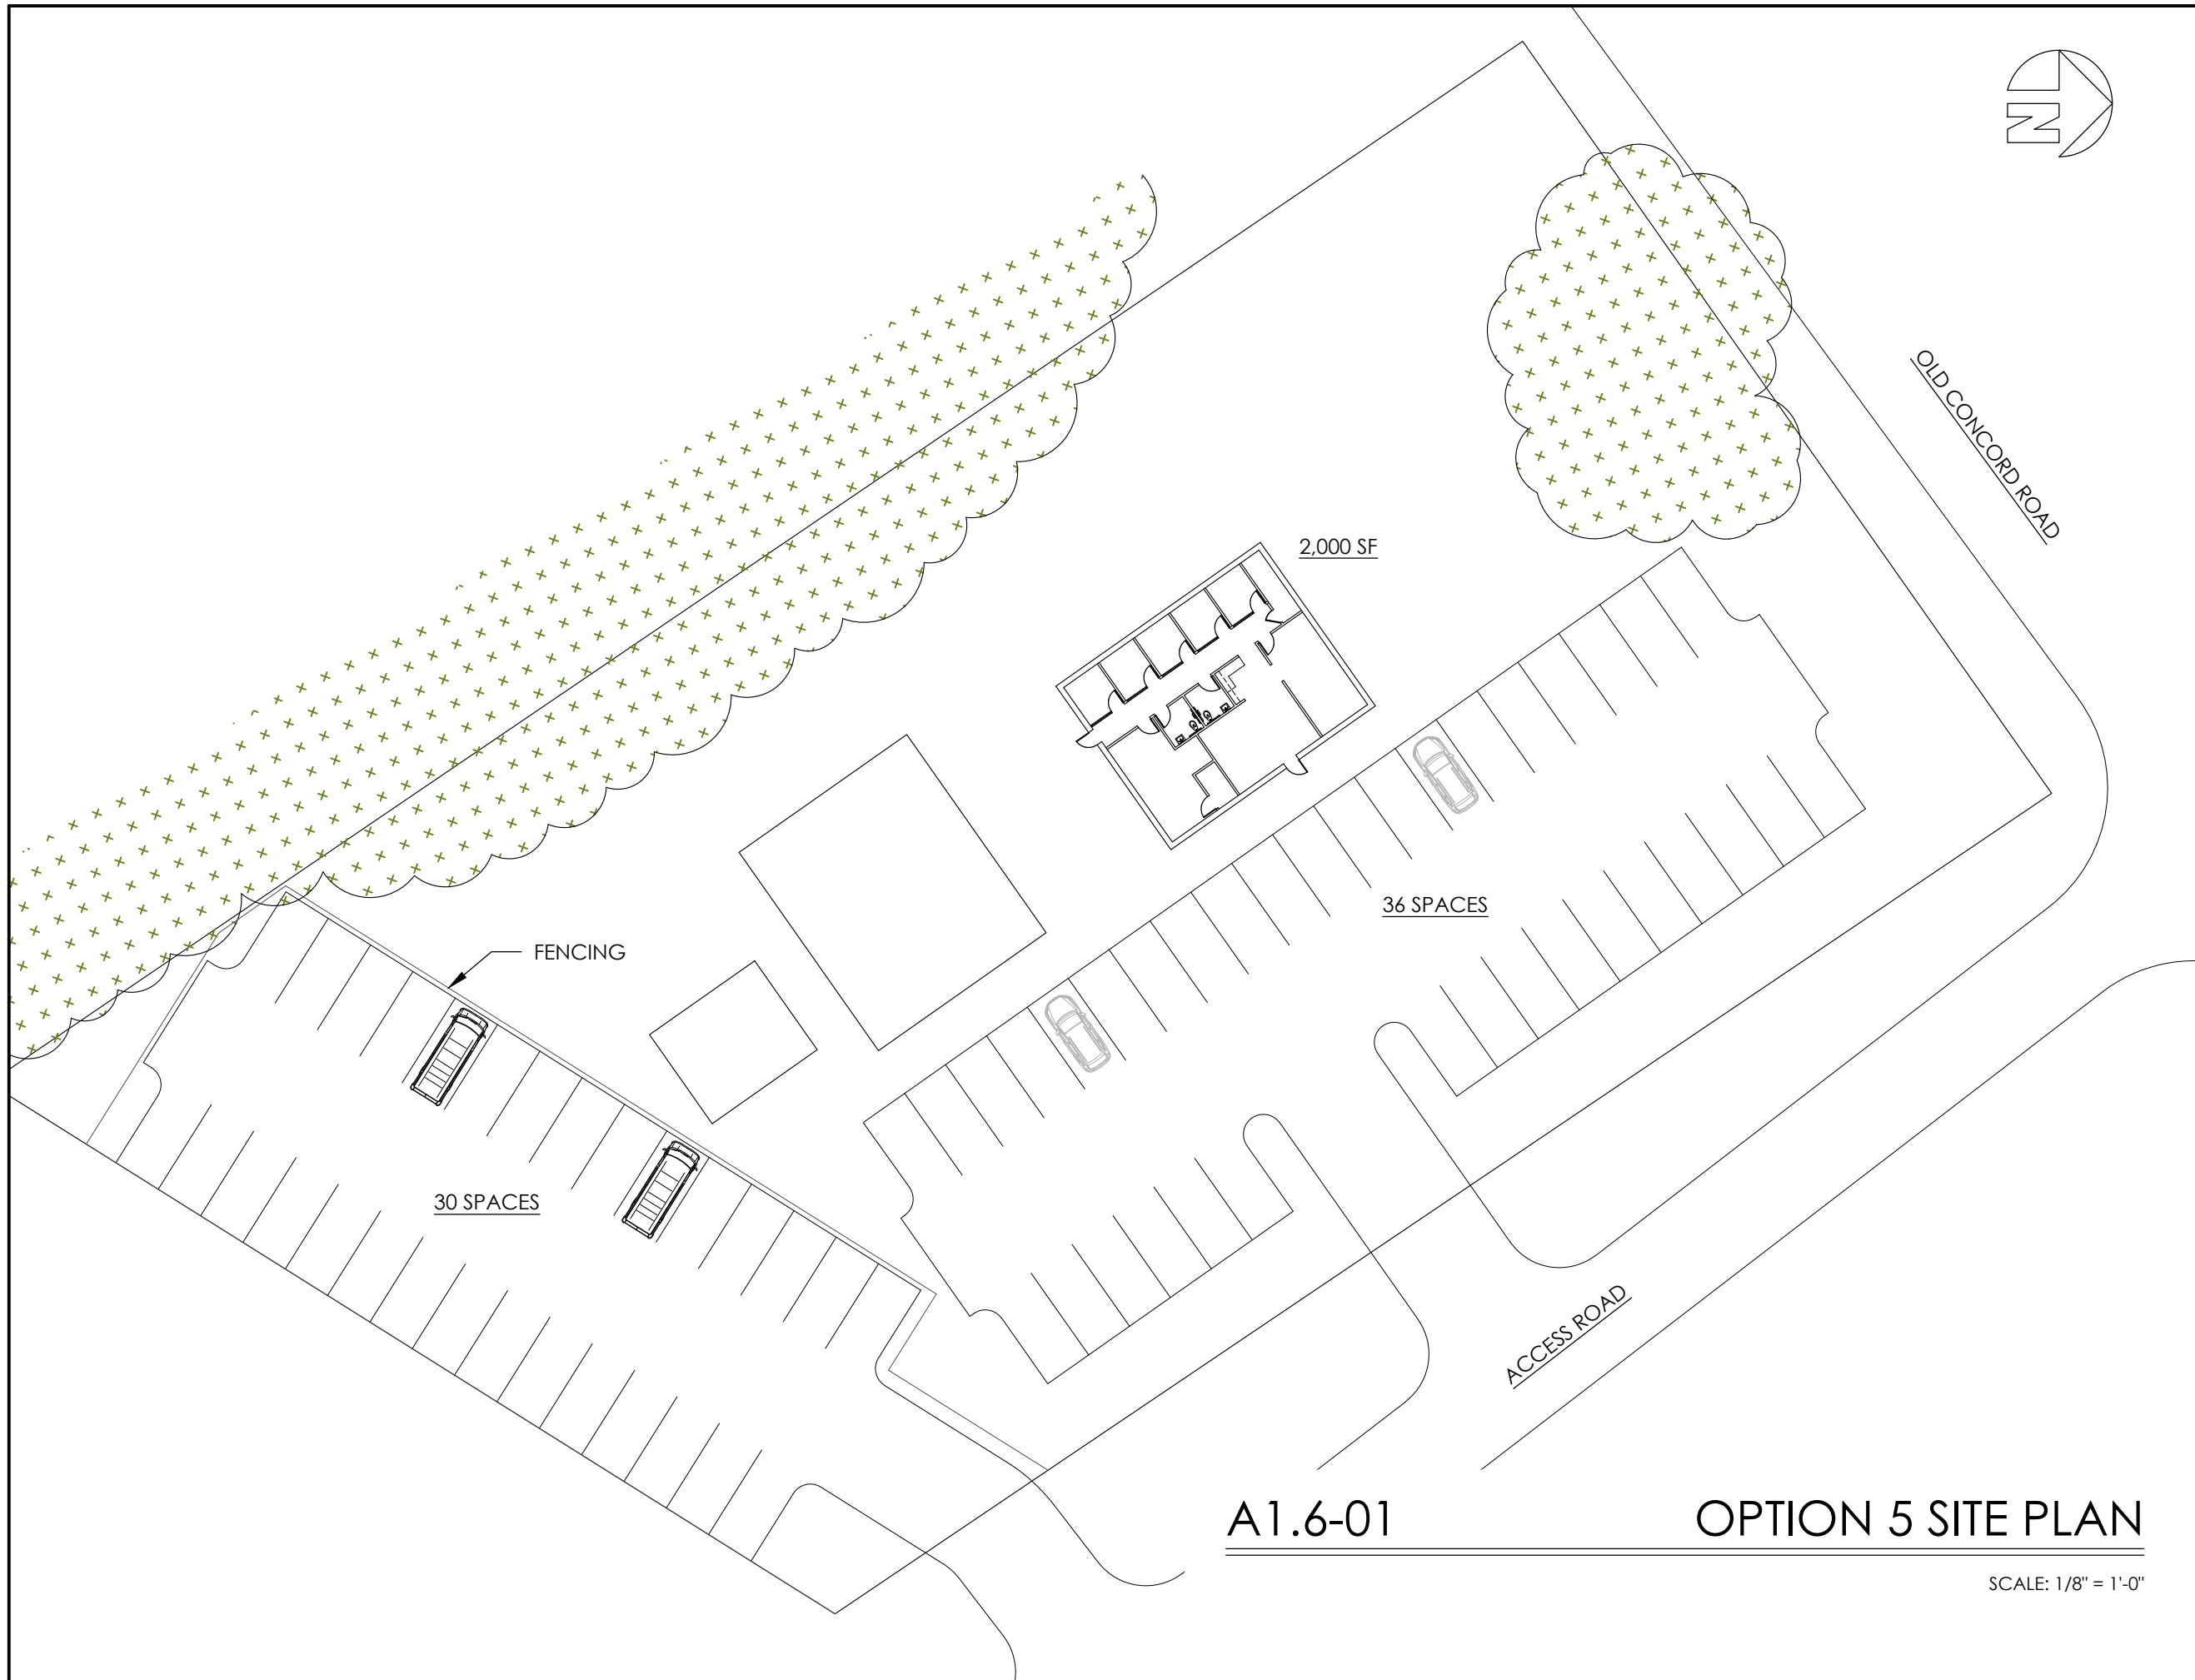 N
OLD CONCORD ROAD
2,000 SF
36 SPACES
FENCING
30 SPACES
ACCESS ROAD
A1.6-01
OPTION 5 SITE PLAN
SCALE: 1/8" = 1'-0"